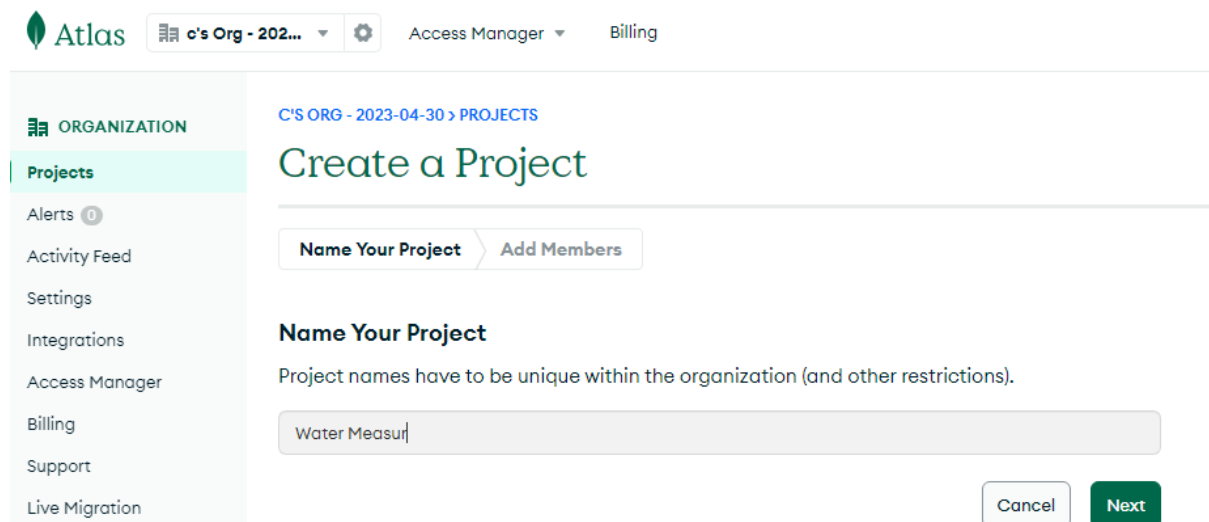 Atlas c's Org - 202... Access Manager Billing
ORGANIZATION
Projects
Alerts 0
Activity Feed
Settings
Integrations
Access Manager
Billing
Support
Live Migration
C'S ORG - 2023-04-30 > PROJECTS
Create a Project
Name Your Project Add Members
Name Your Project
Project names have to be unique within the organization (and other restrictions).
Water Measur
Cancel Next